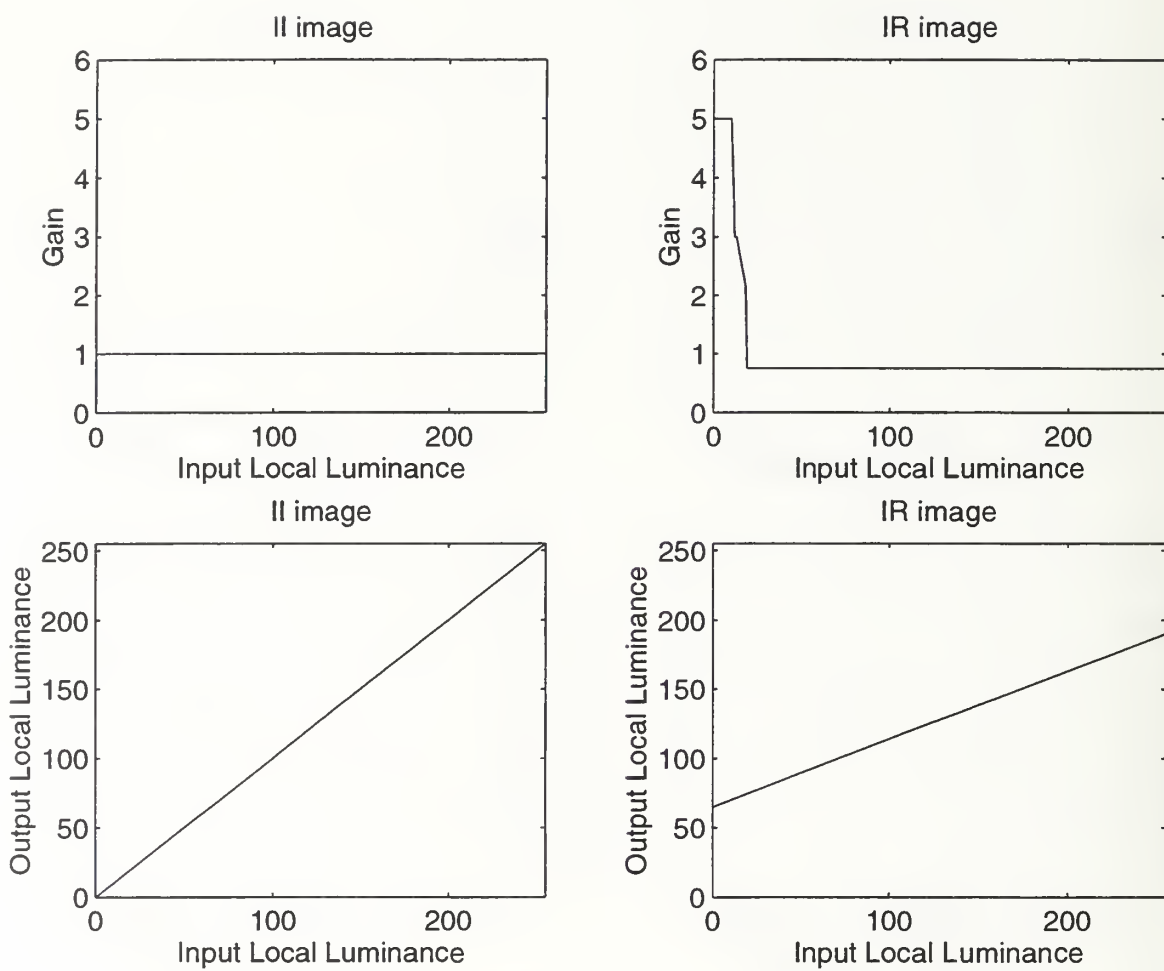 II image
6
5
4
3
2
1
0
Gain
0 100 200
Input Local Luminance
IR image
6
5
4
3
2
1
0
Gain
0 100 200
Input Local Luminance
II image
250
200
150
100
50
0
Output Local Luminance
0 100 200
Input Local Luminance
IR image
250
200
150
100
50
0
Output Local Luminance
0 100 200
Input Local Luminance